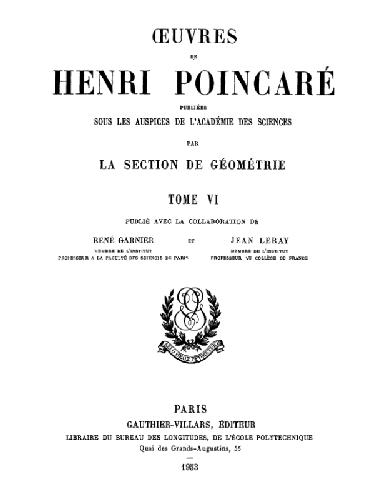 ŒUVRES
DE
HENRI POINCARÉ
PUBLIÉES
SOUS LES AUSPICES DE L'ACADÉMIE DES SCIENCES
PAR
LA SECTION DE GÉOMÉTRIE
TOME VI
PUBLIÉ AVEC LA COLLABORATION DE
RENÉ GARNIER ET JEAN LERAY
MEMBRE DE L'INSTITUT MEMBRE DE L'INSTITUT
PROFESSEUR A LA FACULTÉ DES SCIENCES DE PARIS PROFESSEUR AU COLLÈGE DE FRANCE
PARIS
GAUTHIER-VILLARS, ÉDITEUR
LIBRAIRE DU BUREAU DES LONGITUDES, DE L'ÉCOLE POLYTECHNIQUE
Quai des Grands-Augustins, 55
—
1953